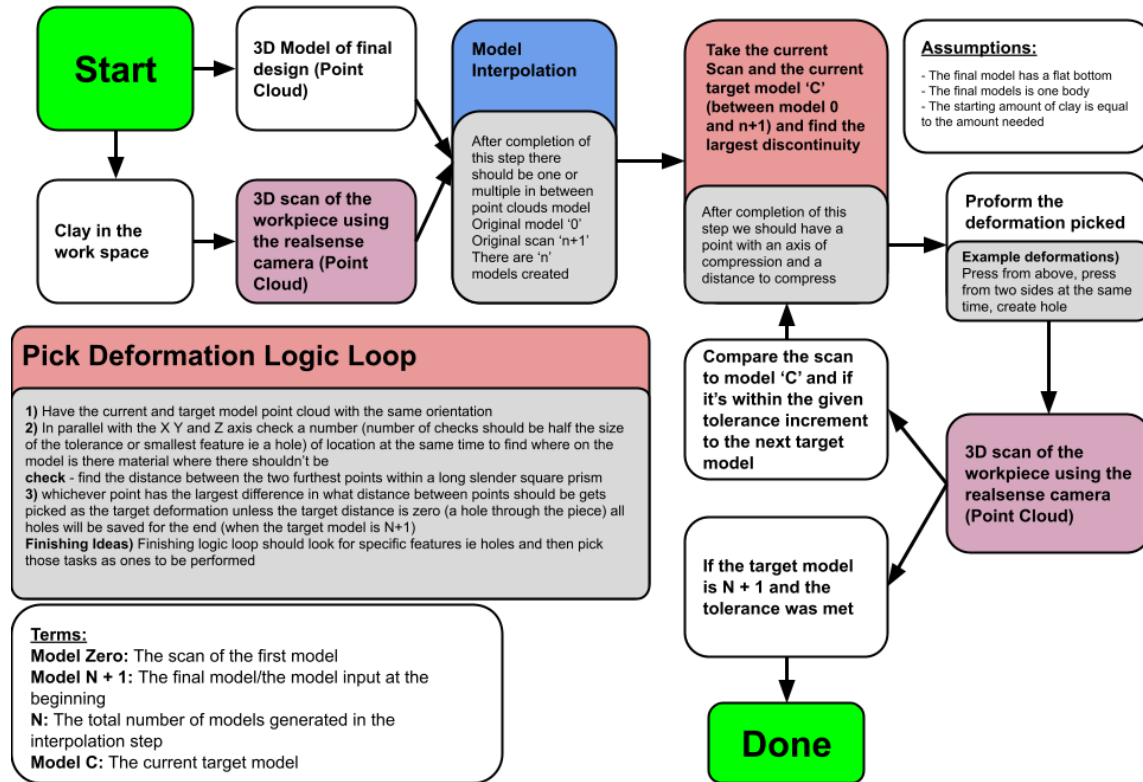 Start
3D Model of final
design (Point
Cloud)
Clay in the
work space
3D scan of the
workpiece using
the realsense
camera (Point
Cloud)
Model
Interpolation
After completion of
this step there
should be one or
multiple in between
point clouds model
Original model ‘0’
Original scan ‘n+1’
There are ‘n’
models created
Take the current
Scan and the current
target model ‘C’
(between model 0
and n+1) and find the
largest discontinuity
After completion of this
step we should have a
point with an axis of
compression and a
distance to compress
Assumptions:
- The final model has a flat bottom
- The final models is one body
- The starting amount of clay is equal
to the amount needed
Proform the
deformation picked
Example deformations)
Press from above, press
from two sides at the same
time, create hole
Pick Deformation Logic Loop
1) Have the current and target model point cloud with the same orientation
2) In parallel with the X Y and Z axis check a number (number of checks should be half the size
of the tolerance or smallest feature ie a hole) of location at the same time to find where on the
model is there material where there shouldn’t be
check - find the distance between the two furthest points within a long slender square prism
3) whichever point has the largest difference in what distance between points should be gets
picked as the target deformation unless the target distance is zero (a hole through the piece) all
holes will be saved for the end (when the target model is N+1)
Finishing Ideas) Finishing logic loop should look for specific features ie holes and then pick
those tasks as ones to be performed
Compare the scan
to model ‘C’ and if
it’s within the given
tolerance increment
to the next target
model
3D scan of the
workpiece using the
realsense camera
(Point Cloud)
If the target model
is N + 1 and the
tolerance was met
Terms:
Model Zero: The scan of the first model
Model N + 1: The final model/the model input at the
beginning
N: The total number of models generated in the
interpolation step
Model C: The current target model
Done